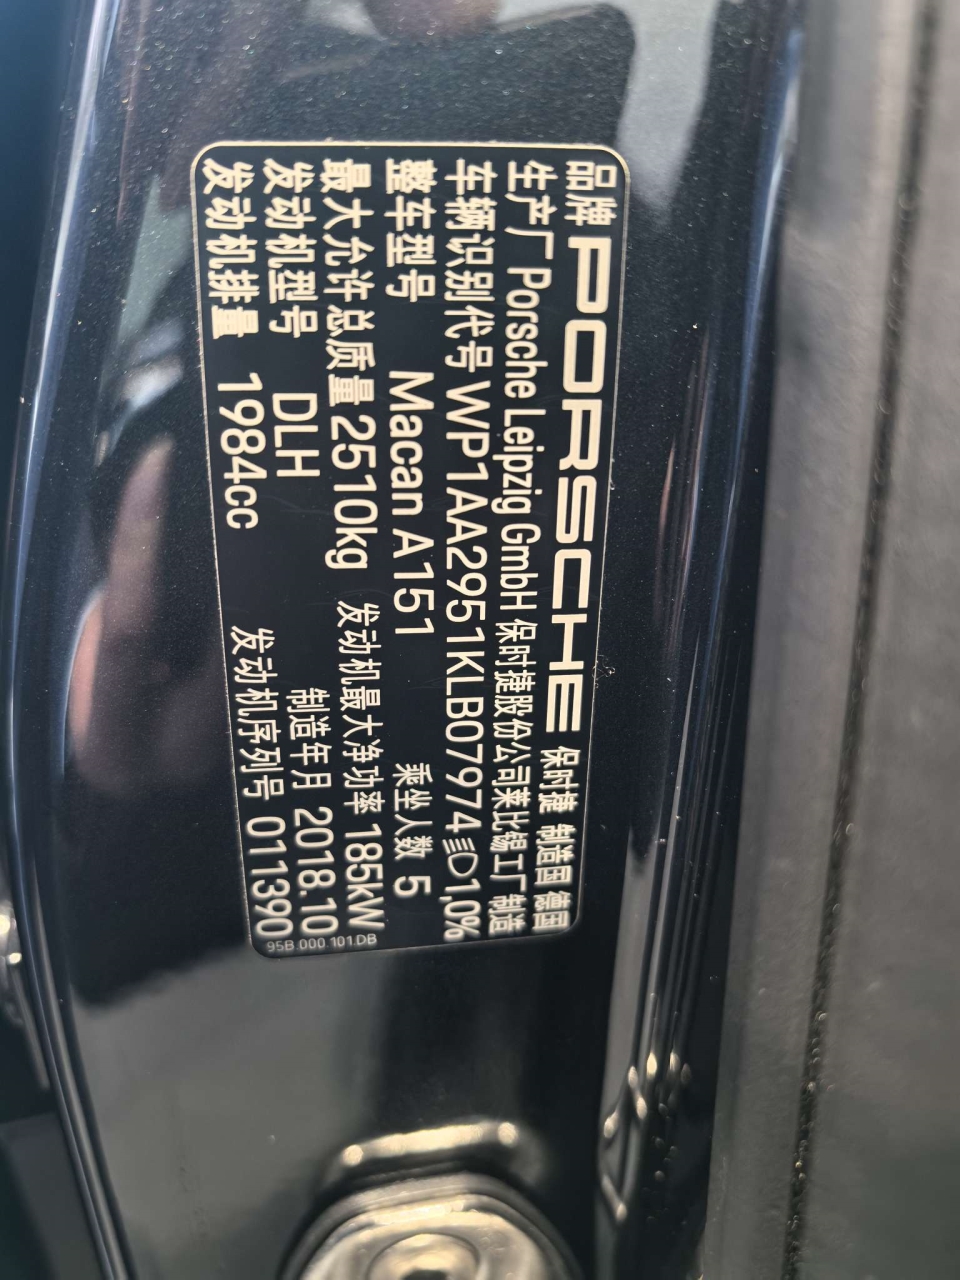 品牌 PORSCHE 保时捷 制造国 德国
生产厂 Porsche Leipzig GmbH 保时捷股份公司莱比锡工厂制造
车辆识别代号 WP1AA2951KLB07974 1,0%
整车型号 Macan A151 乘坐人数 5
最大允许总质量 2510kg 发动机最大净功率 185kW
发动机型号 DLH 制造年月 2018.10
发动机排量 1984cc 发动机序列号 011390
95B.000.101.DB